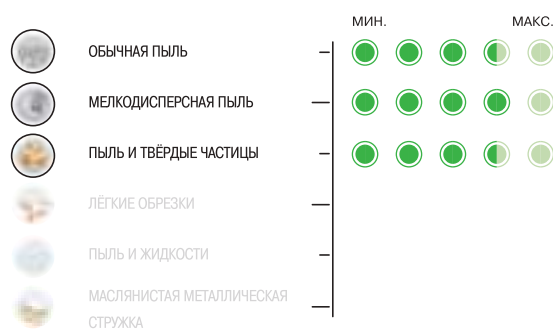 МИН. МАКС.
ОБЫЧНАЯ ПЫЛЬ
МЕЛКОДИСПЕРСНАЯ ПЫЛЬ
ПЫЛЬ И ТВЁРДЫЕ ЧАСТИЦЫ
ЛЁГКИЕ ОБРЕЗКИ
ПЫЛЬ И ЖИДКОСТИ
МАСЛЯНИСТАЯ МЕТАЛЛИЧЕСКАЯ
СТРУЖКА